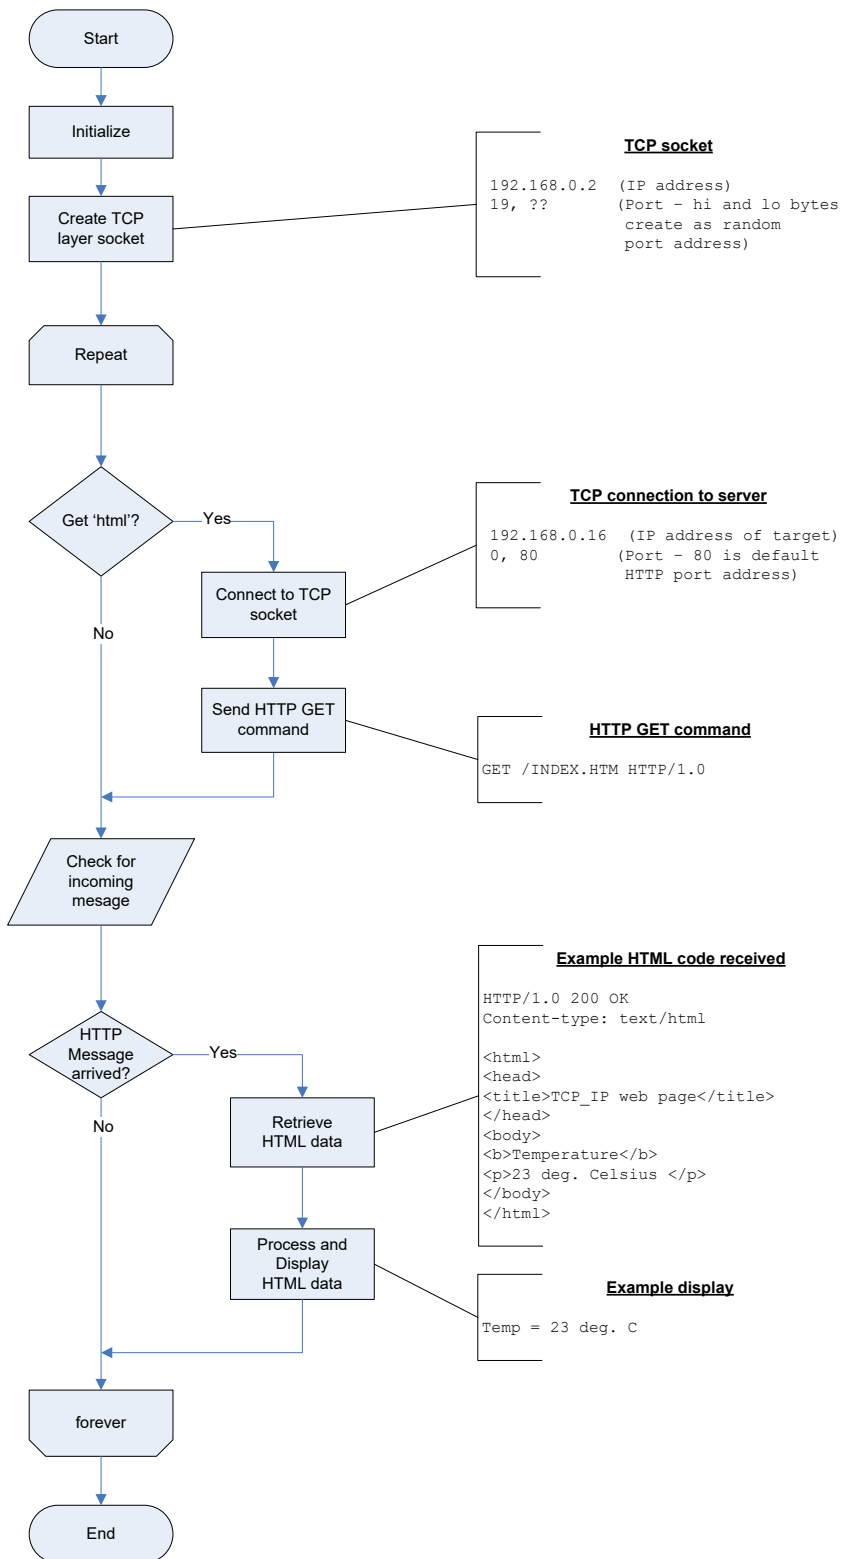 Start
Initialize
TCP socket
192.168.0.2  (IP address)
19, ??       (Port – hi and lo bytes
create as random
port address)
Create TCP
layer socket
Repeat
Get ‘html’?
Yes
No
TCP connection to server
192.168.0.16  (IP address of target)
0, 80        (Port – 80 is default
HTTP port address)
Connect to TCP
socket
Send HTTP GET
command
HTTP GET command
GET /INDEX.HTM HTTP/1.0
Check for
incoming
mesage
HTTP
Message
arrived?
Yes
No
Example HTML code received
HTTP/1.0 200 OK
Content-type: text/html
<html>
<head>
<title>TCP_IP web page</title>
</head>
<body>
<b>Temperature</b>
<p>23 deg. Celsius </p>
</body>
</html>
Retrieve
HTML data
Process and
Display
HTML data
Example display
Temp = 23 deg. C
forever
End